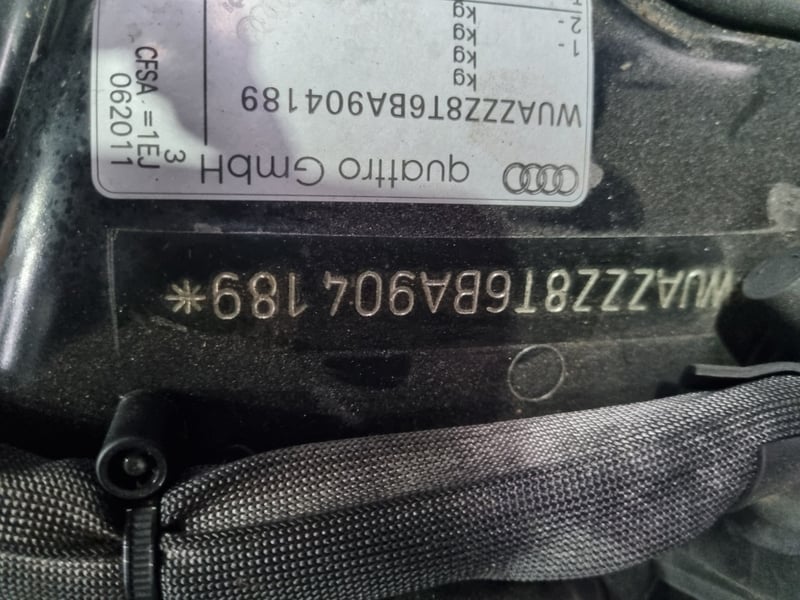 quattro GmbH
WUAZZZ8T6BA904189
kg
kg
kg
1 -
2 -
3
CFSA =1EJ
062011
WUAZZZ8T6BA904189*